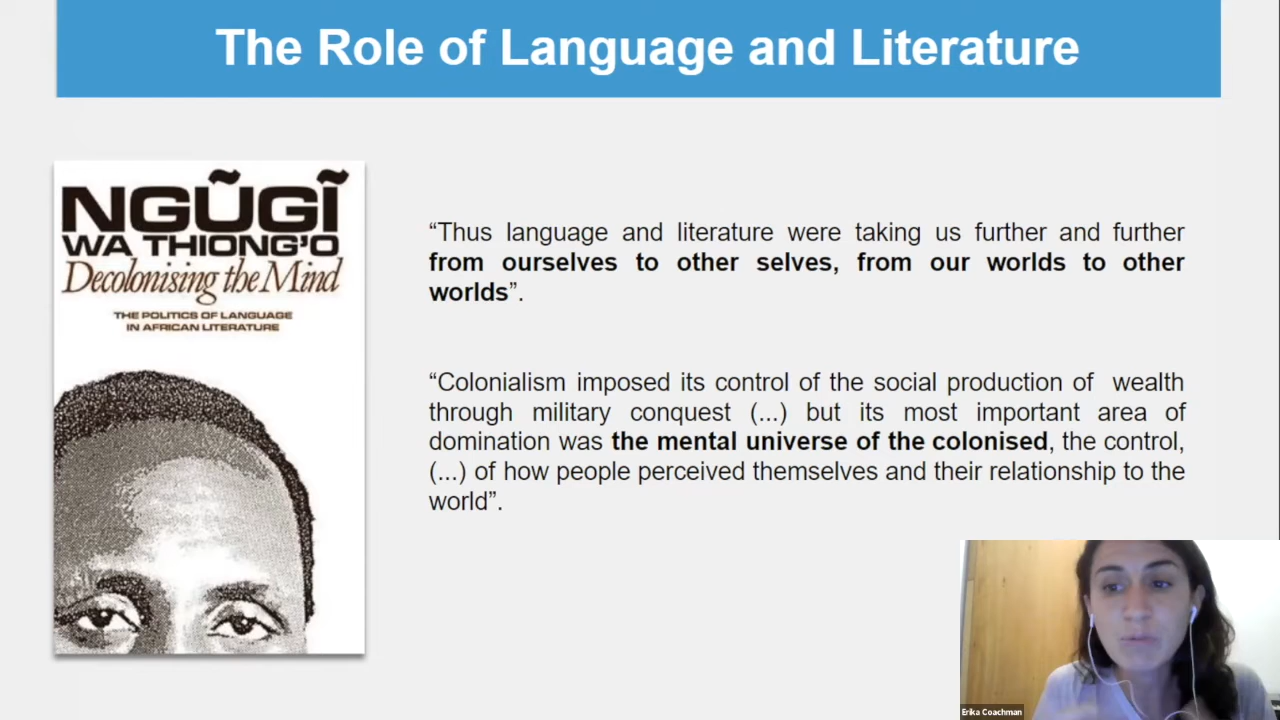 The Role of Language and Literature
NGŨGĨ
WA THIONG'O
Decolonising the Mind
THE POLITICS OF LANGUAGE
IN AFRICAN LITERATURE
“Thus language and literature were taking us further and further
from ourselves to other selves, from our worlds to other
worlds”.
“Colonialism imposed its control of the social production of wealth
through military conquest (...) but its most important area of
domination was the mental universe of the colonised, the control,
(...) of how people perceived themselves and their relationship to the
world”.
Erika Coachman